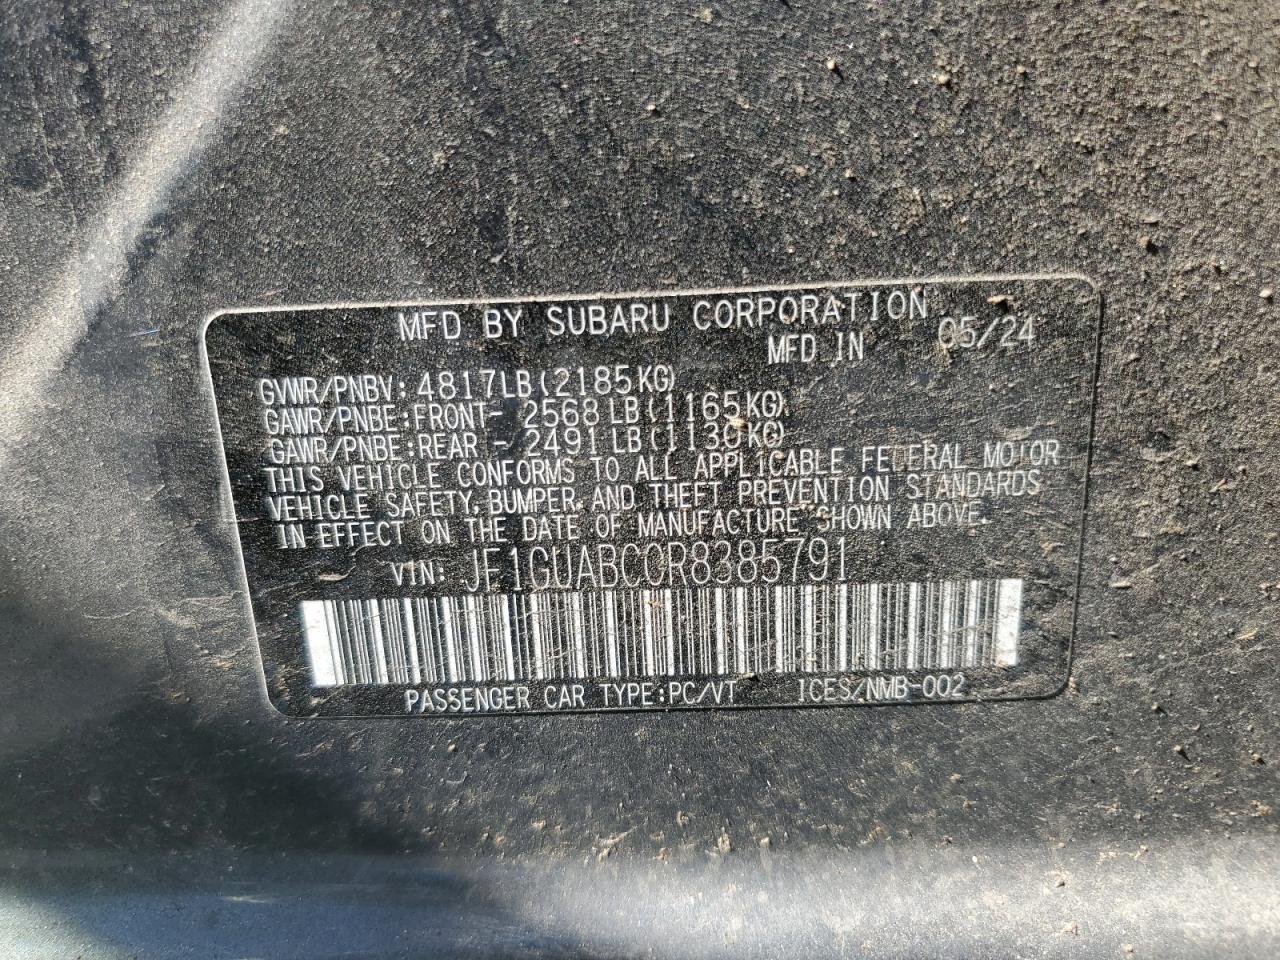 MFD BY SUBARU CORPORATION
MFD IN 05/24
GVWR/PNBV: 4817LB (2185KG)
GAWR/PNBE: FRONT- 2568 LB (1165KG)
GAWR/PNBE: REAR - 2491 LB (1130KG)
THIS VEHICLE CONFORMS TO ALL APPLICABLE FEDERAL MOTOR
VEHICLE SAFETY, BUMPER, AND THEFT PREVENTION STANDARDS
IN EFFECT ON THE DATE OF MANUFACTURE SHOWN ABOVE.
VIN: JF1GUABC0R8385791
PASSENGER CAR TYPE:PC/VT ICES/NMB-002